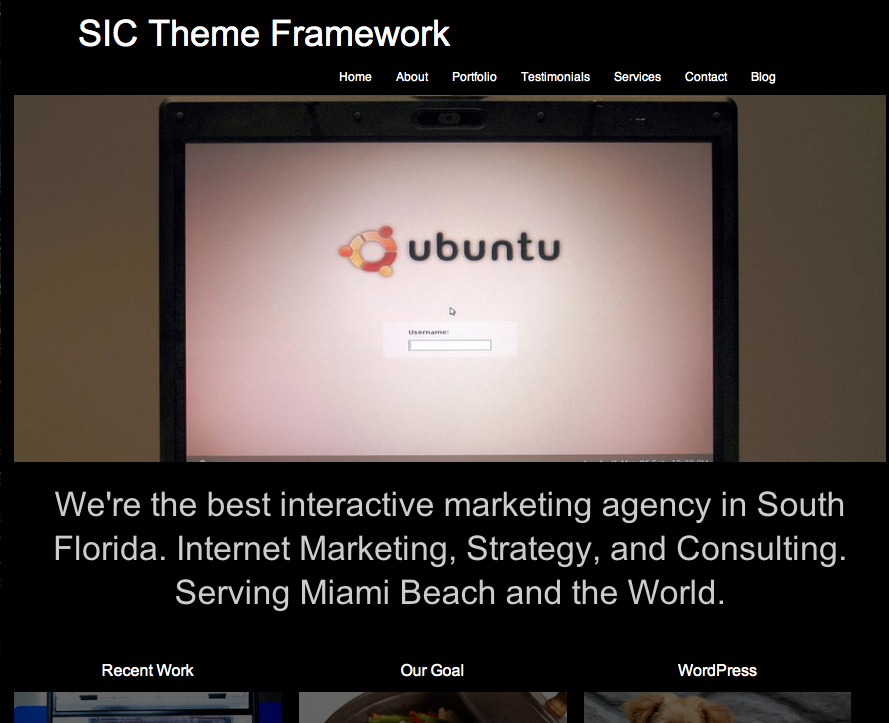 SIC Theme Framework
Home About Portfolio Testimonials Services Contact Blog
ubuntu
Username:
We're the best interactive marketing agency in South
Florida. Internet Marketing, Strategy, and Consulting.
Serving Miami Beach and the World.
Recent Work Our Goal WordPress